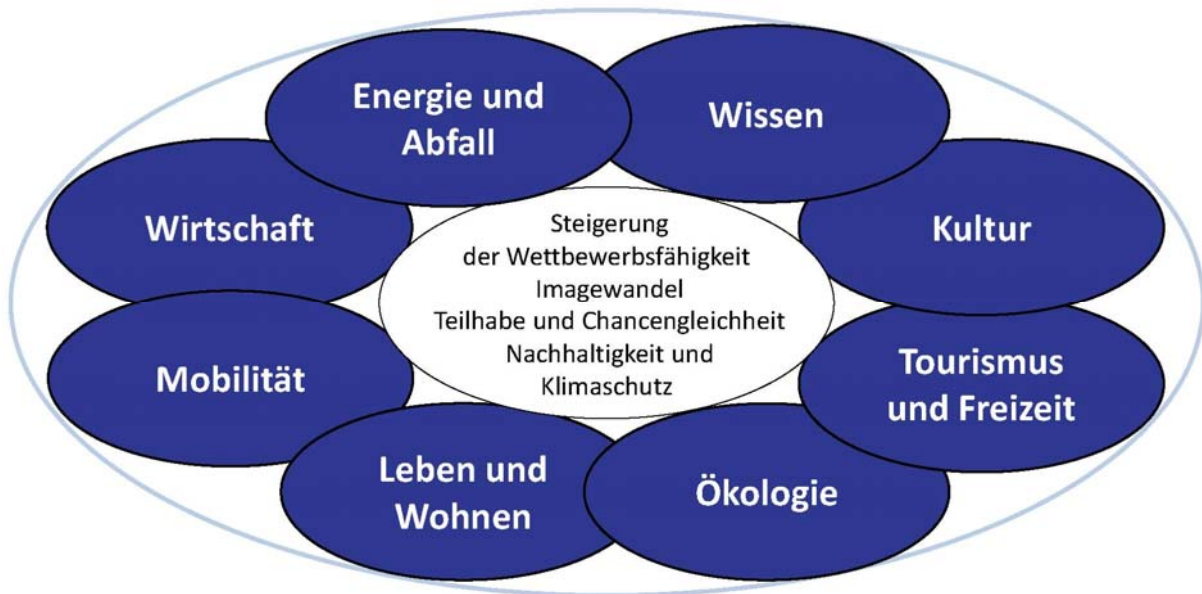 Energie und
Abfall
Wissen
Wirtschaft
Kultur
Steigerung
der Wettbewerbsfähigkeit
Imagewandel
Teilhabe und Chancengleichheit
Nachhaltigkeit und
Klimaschutz
Mobilität
Tourismus
und Freizeit
Leben und
Wohnen
Ökologie